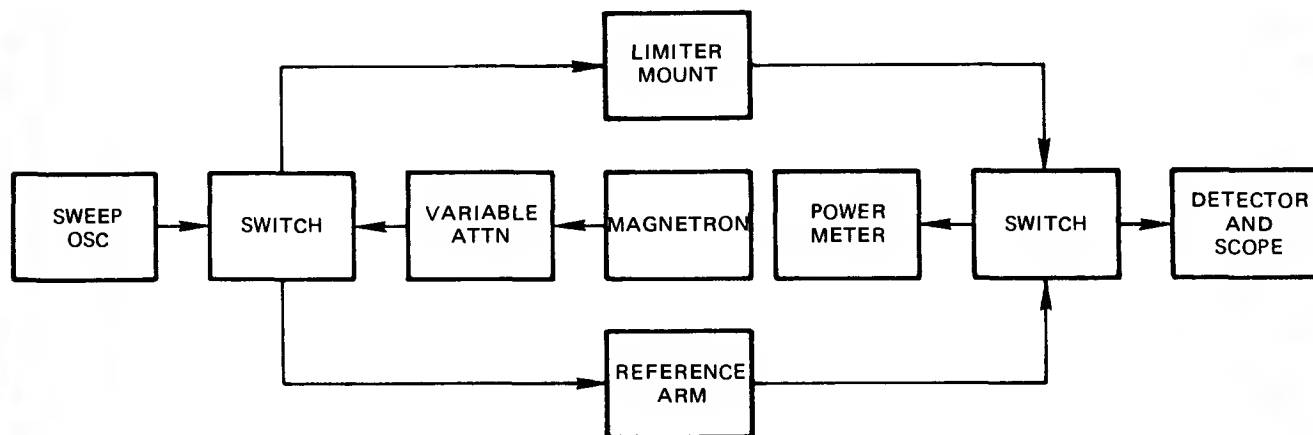 LIMITER
MOUNT
SWEEP
OSC
SWITCH
VARIABLE
ATTN
MAGNETRON
POWER
METER
SWITCH
DETECTOR
AND
SCOPE
REFERENCE
ARM